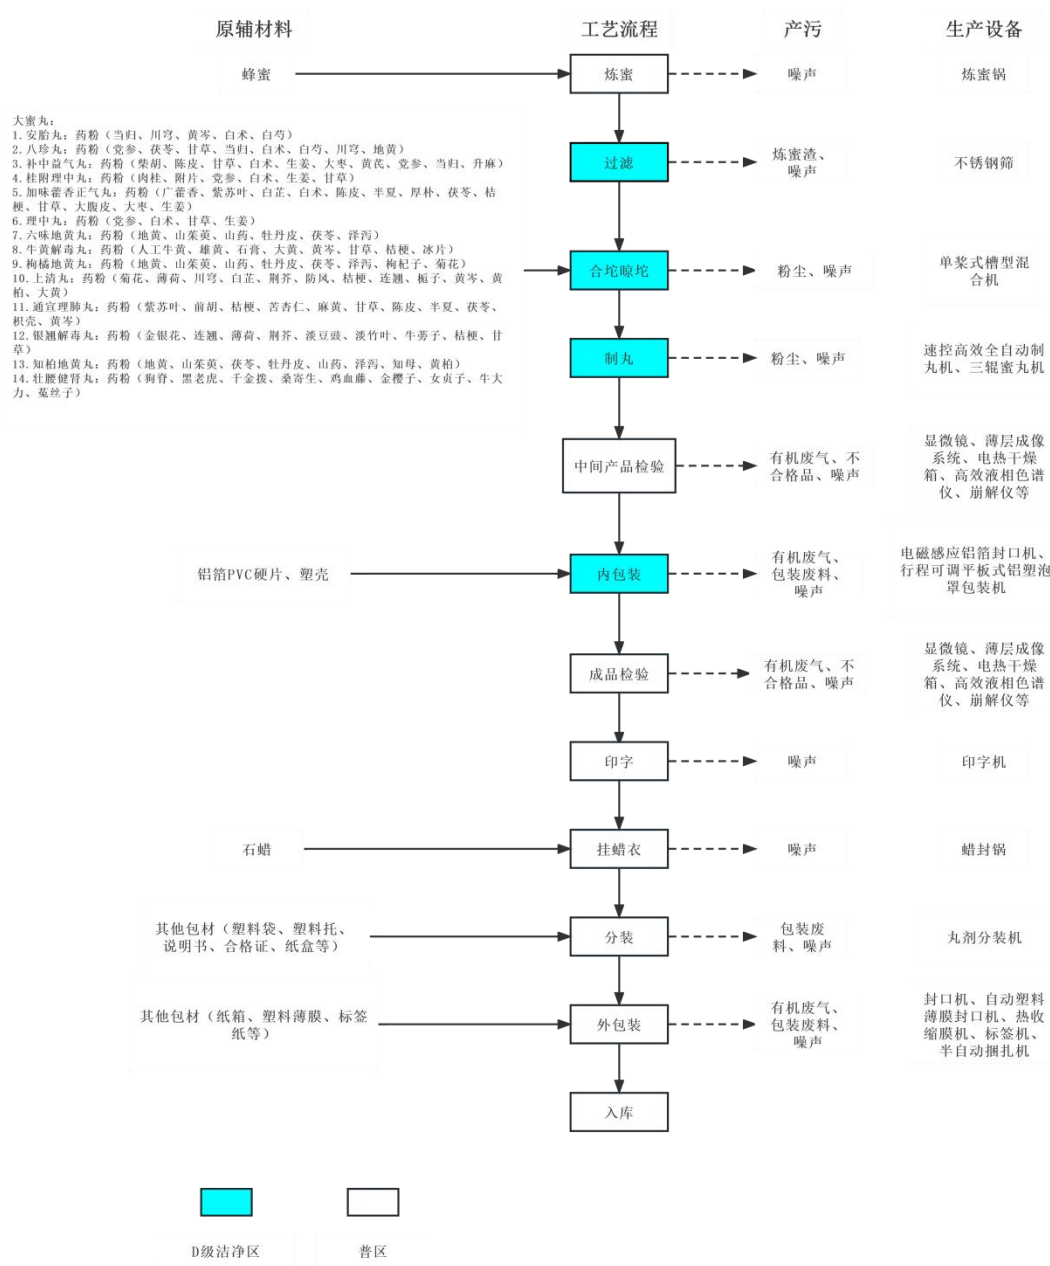 原辅材料
工艺流程
产污
生产设备
蜂蜜
炼蜜
噪声
炼蜜锅
大蜜丸：
1.安胎丸：药粉（当归、川穹、黄岑、白术、白芍）
2.八珍丸：药粉（党参、茯苓、甘草、当归、白术、白芍、川穹、地黄）
3.补中益气丸：药粉（柴胡、陈皮、甘草、白术、生姜、大枣、黄芪、党参、当归、升麻）
4.桂附理中丸：药粉（肉桂、附片、党参、白术、生姜、甘草）
5.加味藿香正气丸：药粉（广藿香、紫苏叶、白芷、白术、陈皮、半夏、厚朴、茯苓、桔
梗、甘草、大腹皮、大枣、生姜）
6.理中丸：药粉（党参、白术、甘草、生姜）
7.六味地黄丸：药粉（地黄、山茱萸、山药、牡丹皮、茯苓、泽泻）
8.牛黄解毒丸：药粉（人工牛黄、雄黄、石膏、大黄、黄岑、甘草、桔梗、冰片）
9.枸橘地黄丸：药粉（地黄、山茱萸、山药、牡丹皮、茯苓、泽泻、枸杞子、菊花）
10.上清丸：药粉（菊花、薄荷、川穹、白芷、荆芥、防风、桔梗、连翘、栀子、黄岑、黄
柏、大黄）
11.通宣理肺丸：药粉（紫苏叶、前胡、桔梗、苦杏仁、麻黄、甘草、陈皮、半夏、茯苓、
枳壳、黄岑）
12.银翘解毒丸：药粉（金银花、连翘、薄荷、荆芥、淡豆豉、淡竹叶、牛蒡子、桔梗、甘
草）
13.知柏地黄丸：药粉（地黄、山茱萸、茯苓、牡丹皮、山药、泽泻、知母、黄柏）
14.壮腰健肾丸：药粉（狗脊、黑老虎、千金拨、桑寄生、鸡血藤、金樱子、女贞子、牛大
力、菟丝子）
过滤
炼蜜渣、
噪声
不锈钢筛
合坨晾坨
粉尘、噪声
单桨式槽型混
合机
制丸
粉尘、噪声
速控高效全自动制
丸机、三辊蜜丸机
中间产品检验
有机废气、不
合格品、噪声
显微镜、薄层成像
系统、电热干燥
箱、高效液相色谱
仪、崩解仪等
铝箔PVC硬片、塑壳
内包装
有机废气、
包装废料、
噪声
电磁感应铝箔封口机、
行程可调平板式铝塑泡
罩包装机
成品检验
有机废气、不
合格品、噪声
显微镜、薄层成像
系统、电热干燥
箱、高效液相色谱
仪、崩解仪等
印字
噪声
印字机
石蜡
挂蜡衣
噪声
蜡封锅
其他包材（塑料袋、塑料托、
说明书、合格证、纸盒等）
分装
包装废
料、噪声
丸剂分装机
其他包材（纸箱、塑料薄膜、标签
纸等）
外包装
有机废气、
包装废料、
噪声
封口机、自动塑料
薄膜封口机、热收
缩膜机、标签机、
半自动捆扎机
入库
D级洁净区
普区